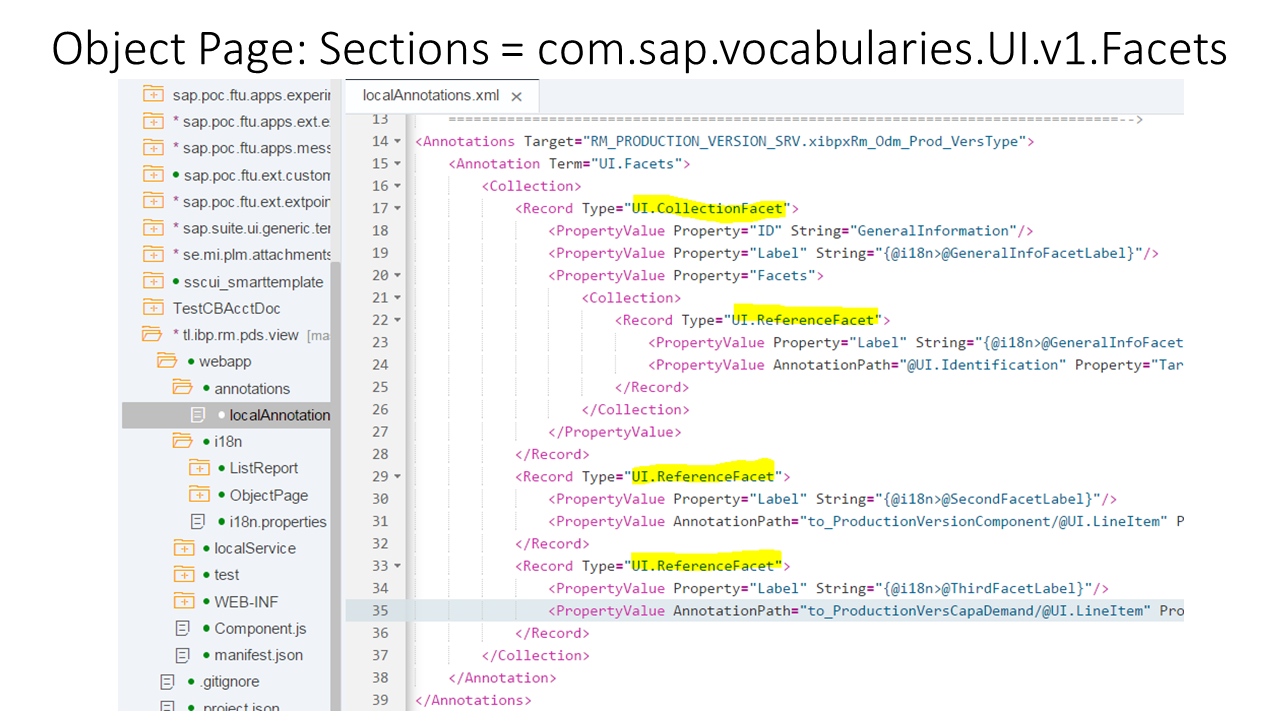 Object Page: Sections = com.sap.vocabularies.UI.v1.Facets
sap.poc.ftu.apps.experir
* sap.poc.ftu.apps.ext.e
* sap.poc.ftu.apps.mess
sap.poc.ftu.ext.custom
* sap.poc.ftu.ext.extpoin
* sap.suite.ui.generic.ter
* se.mi.plm.attachments
sscui_smarttemplate
TestCBAcctDoc
* tl.ibp.rm.pds.view [ma
webapp
annotations
localAnnotation
i18n
ListReport
ObjectPage
i18n.properties
localService
test
WEB-INF
Component.js
manifest.json
.gitignore
project.json
localAnnotations.xml ×
13 =================================================================================-->
14 <Annotations Target="RM_PRODUCTION_VERSION_SRV.xibpxRm_Odm_Prod_VersType">
15 <Annotation Term="UI.Facets">
16 <Collection>
17 <Record Type="UI.CollectionFacet">
18 <PropertyValue Property="ID" String="GeneralInformation"/>
19 <PropertyValue Property="Label" String="{@i18n>@GeneralInfoFacetLabel}"/>
20 <PropertyValue Property="Facets">
21 <Collection>
22 <Record Type="UI.ReferenceFacet">
23 <PropertyValue Property="Label" String="{@i18n>@GeneralInfoFacet
24 <PropertyValue AnnotationPath="@UI.Identification" Property="Tar
25 </Record>
26 </Collection>
27 </PropertyValue>
28 </Record>
29 <Record Type="UI.ReferenceFacet">
30 <PropertyValue Property="Label" String="{@i18n>@SecondFacetLabel}"/>
31 <PropertyValue AnnotationPath="to_ProductionVersionComponent/@UI.LineItem" P
32 </Record>
33 <Record Type="UI.ReferenceFacet">
34 <PropertyValue Property="Label" String="{@i18n>@ThirdFacetLabel}"/>
35 <PropertyValue AnnotationPath="to_ProductionVersCapaDemand/@UI.LineItem" Pro
36 </Record>
37 </Collection>
38 </Annotation>
39 </Annotations>